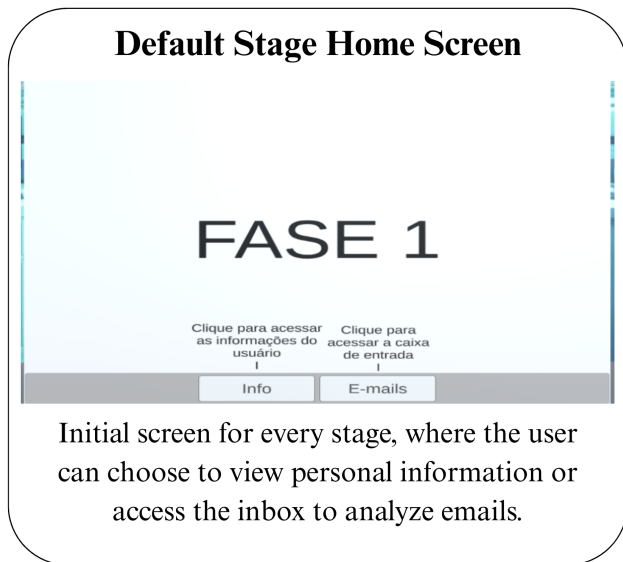 Default Stage Home Screen
FASE 1
Clique para acessar
as informações do
usuário
Clique para
acessar a caixa
de entrada
Info
E-mails
Initial screen for every stage, where the user
can choose to view personal information or
access the inbox to analyze emails.